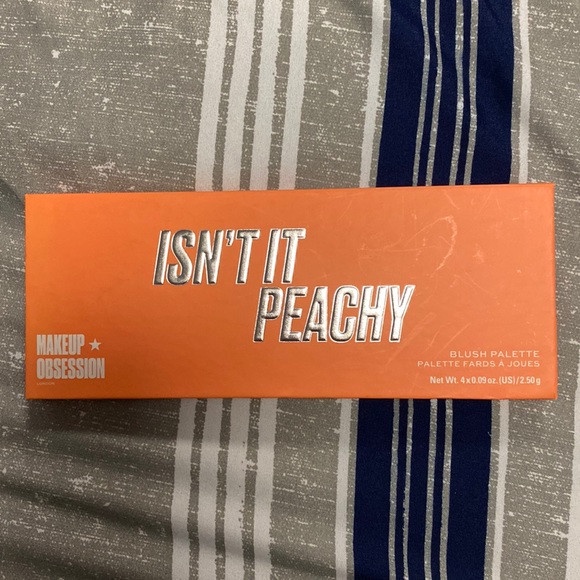 ISN'T IT
PEACHY
MAKEUP ★
OBSESSION
LONDON
BLUSH PALETTE
PALETTE FARDS À JOUES
Net Wt. 4 x 0.09 oz. (US) / 2.50 g